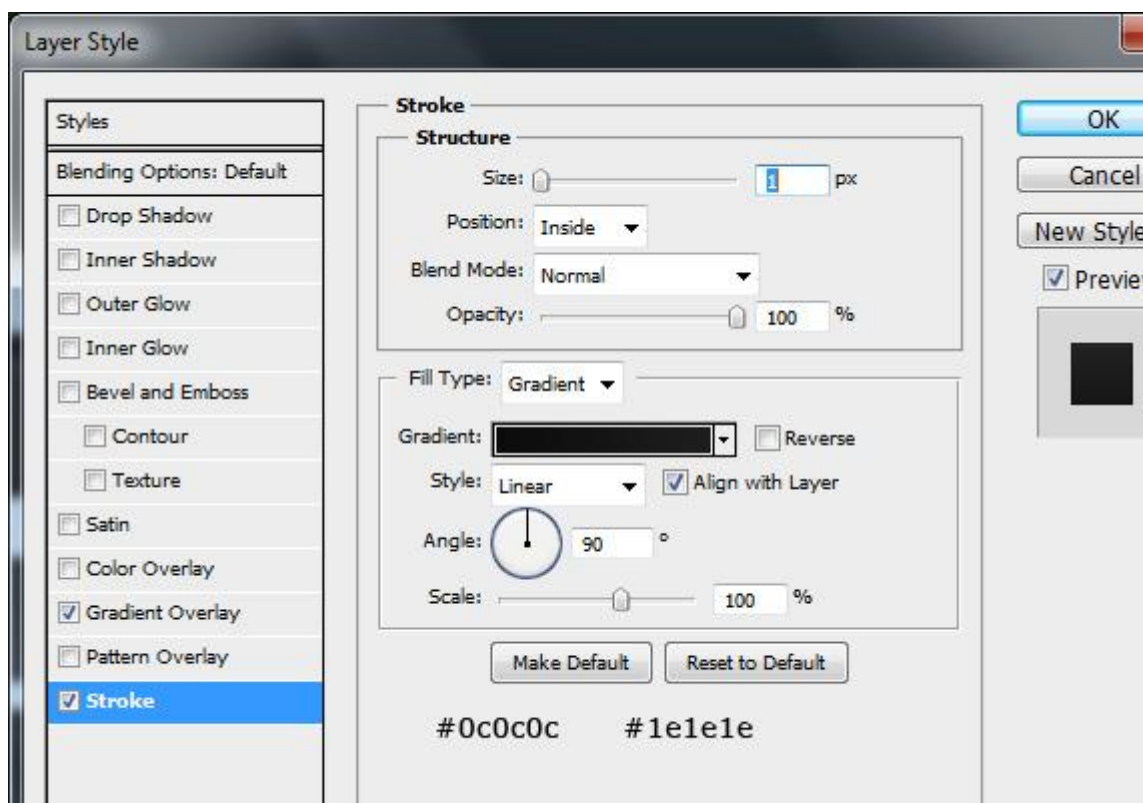 Layer Style
Styles
Blending Options: Default
Drop Shadow
Inner Shadow
Outer Glow
Inner Glow
Bevel and Emboss
Contour
Texture
Satin
Color Overlay
Gradient Overlay
Pattern Overlay
Stroke
Stroke
Structure
Size: 1 px
Position: Inside
Blend Mode: Normal
Opacity: 100 %
Fill Type: Gradient
Gradient: Reverse
Style: Linear Align with Layer
Angle: 90 °
Scale: 100 %
Make Default Reset to Default
#0c0c0c #1e1e1e
OK
Cancel
New Style
Previe